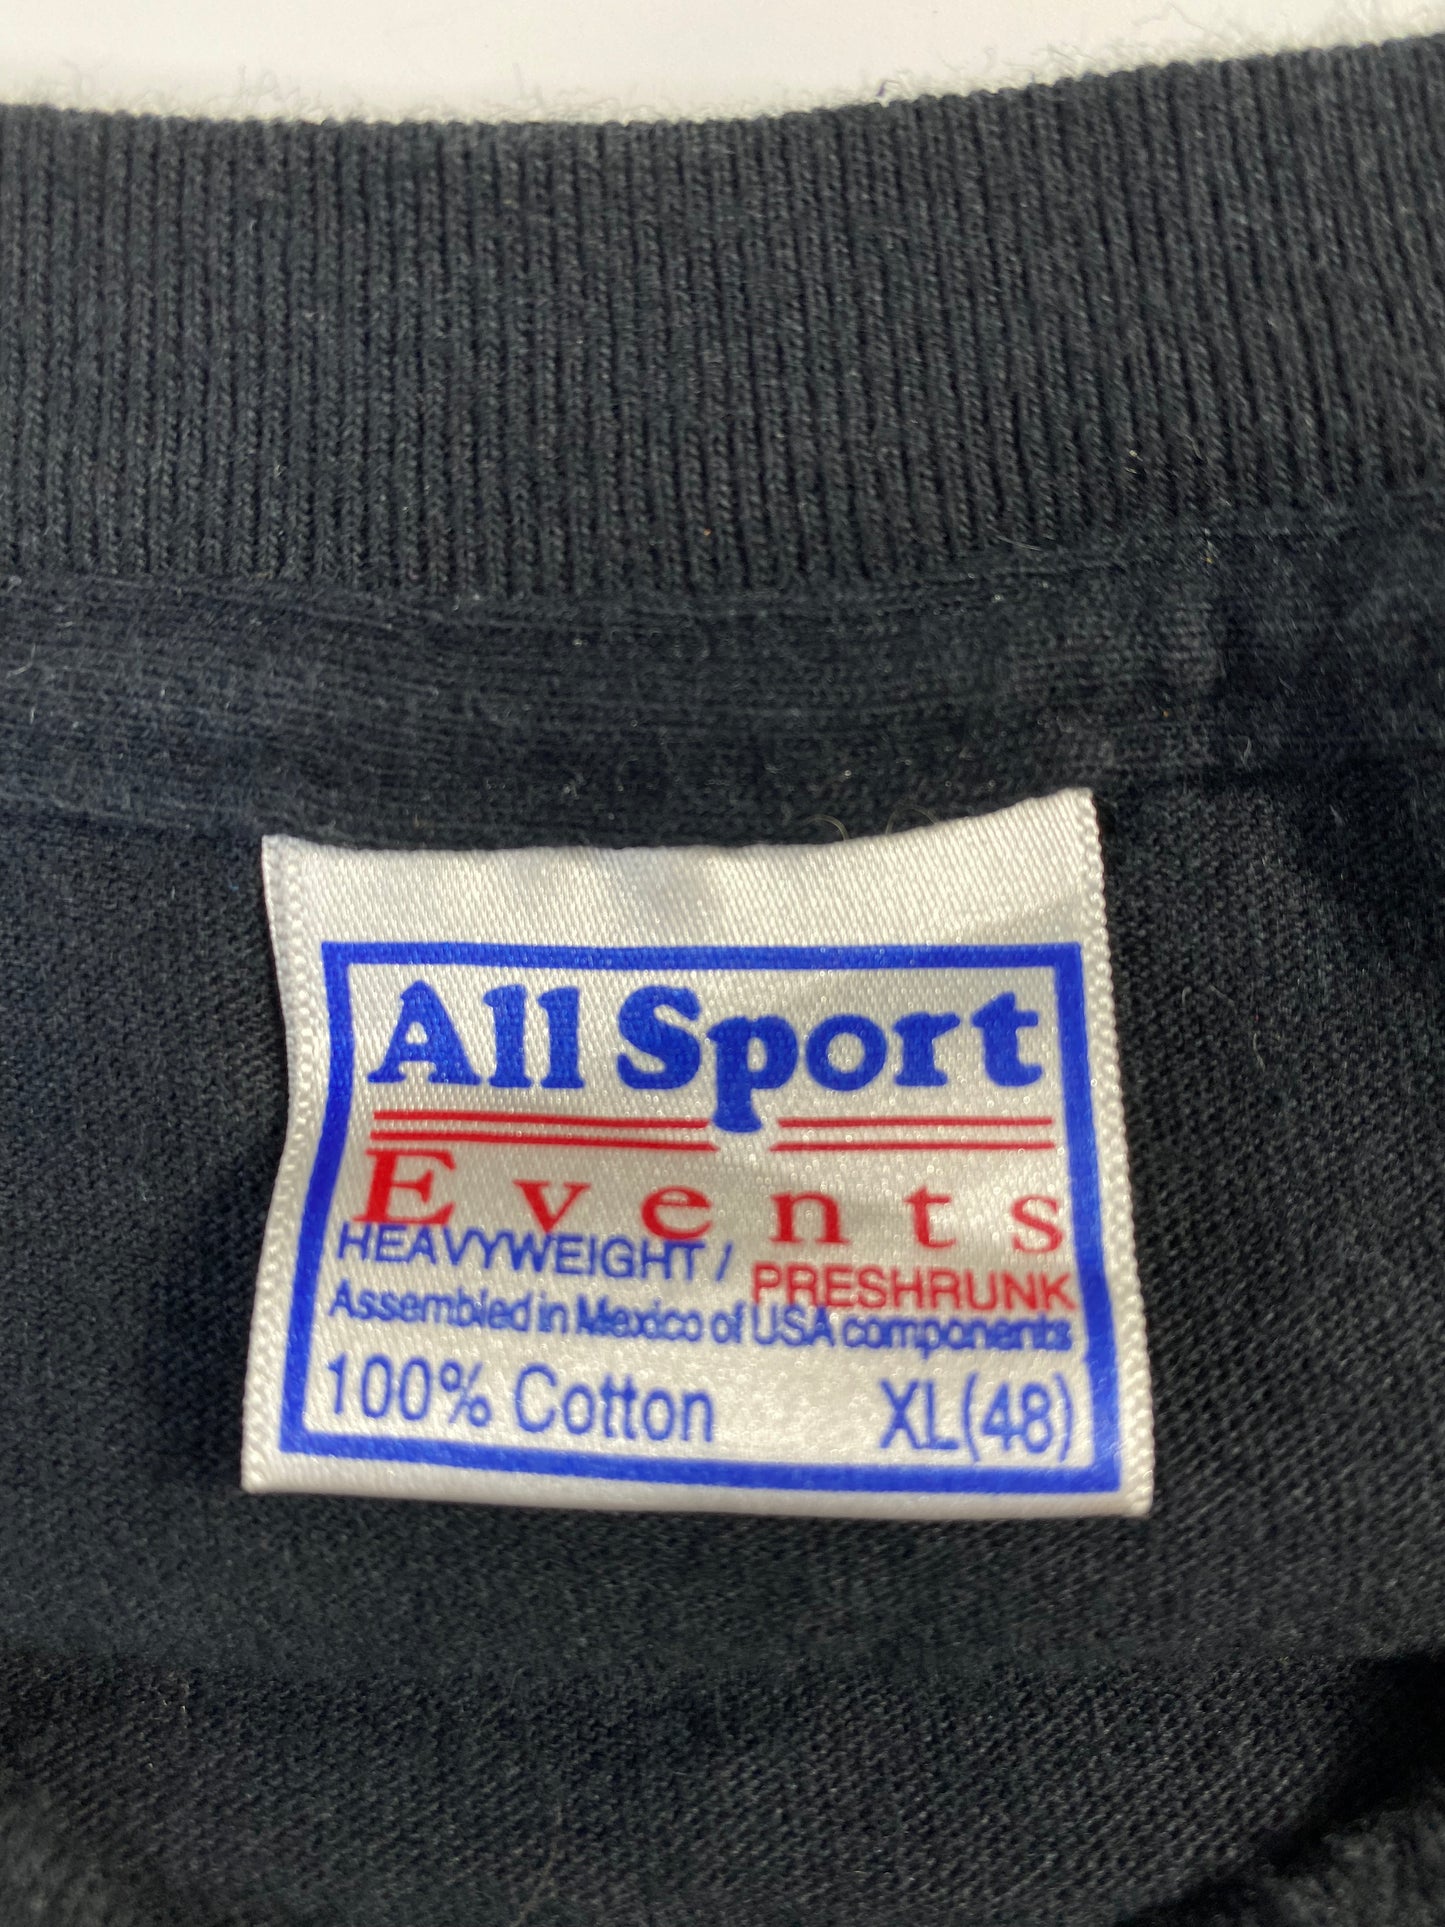 All Sport
Events
HEAVYWEIGHT / PRESHRUNK
Assembled in Mexico of USA components
100% Cotton XL(48)